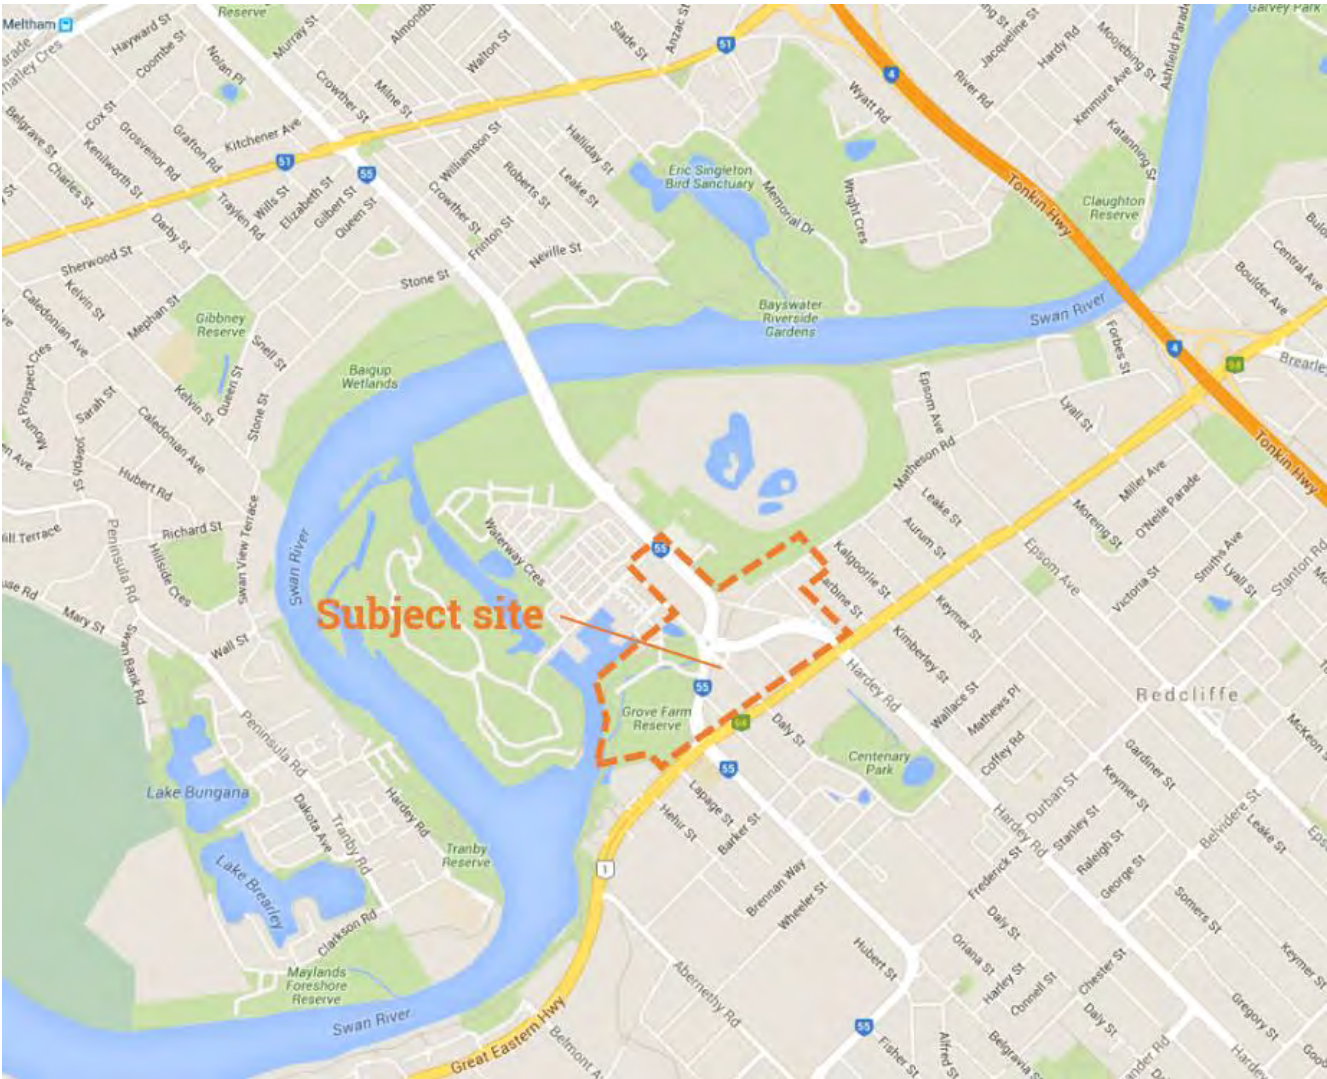 Meltham
Hayward St
Reserve
Murray St
Walton St
Slade St
Anzac St
51
4
River Rd
Jacqueline St
Hardy Rd
Moojebing St
Ashfield Parade
Garvey Park
Coombe St
Nolan Pl
Crowther St
Milne St
Wyatt Rd
Kenmure Ave
Katanning St
Belgrave St
Cox St
Grosvenor Rd
Grafton Rd
Kitchener Ave
Kenilworth St
Charles St
51
55
Williamson St
Halliday St
Roberts St
Leake St
Eric Singleton
Bird Sanctuary
Memorial Dr
Wright Cres
Tonkin Hwy
Claughton
Reserve
Darby St
Traylen Rd
Wills St
Elizabeth St
Gilbert St
Queen St
Crowther St
Frinton St
Neville St
Central Ave
Boulder Ave
Sherwood St
Stone St
Kelvin St
Caledonian Ave
Mephan St
Gibbney
Reserve
Snell St
Bayswater
Riverside
Gardens
Swan River
Forbes St
4
94
Baigup
Wetlands
Queen St
Kelvin St
Stone St
Prospect Cres
Mount
Sarah St
Joseph St
Caledonian Ave
Hubert Rd
Epsom Ave
Lyall St
Matheson Rd
Tonkin Hwy
Miller Ave
O'Neile Parade
Moreing St
Leake St
Aurum St
Richard St
Peninsula Rd
Hillside Cres
Swan View Terrace
Swan River
Waterway Cres
55
Kalgoorlie St
Epsom Ave
Smiths Ave
Lyall St
Stanton Rd
Victoria St
Keymer St
Mary St
Swan Bank Rd
Wall St
Subject site
Kimberley St
Hardey Rd
Wallace St
Mathews Pl
Redcliffe
55
Grove Farm
Reserve
94
Daly St
Centenary
Park
Coffey Rd
Gardiner St
Keymer St
Peninsula Rd
Lake Bungana
Dakota Ave
Tranby Rd
Hardey Rd
Tranby
Reserve
55
Lapage St
Hehir St
Barker St
Durban St
Stanley St
Raleigh St
George St
Hardey Rd
Belvidere St
Leake St
1
Lake Brearley
Brennan Way
Wheeler St
Frederick St
Daly St
Somers St
Clarkson Rd
Maylands
Foreshore
Reserve
Hubert St
Oriana St
Harley St
Connell St
Chester St
Daly St
Keymer St
Gregory St
Swan River
Abernethy Rd
Great Eastern Hwy
55
Fisher St
Alfred St